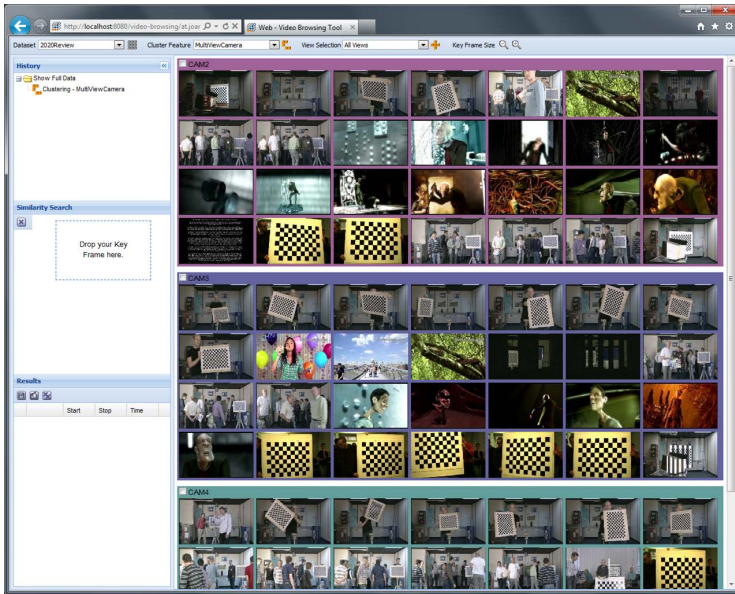 http://localhost:8080/video-browsing/at.joar
Web - Video Browsing Tool
Dataset 2020Review Cluster Feature MultiViewCamera View Selection All Views Key Frame Size
History
Show Full Data
Clustering - MultiViewCamera
Similarity Search
Drop your Key
Frame here.
Results
Start Stop Time
CAM2
CAM3
CAM4